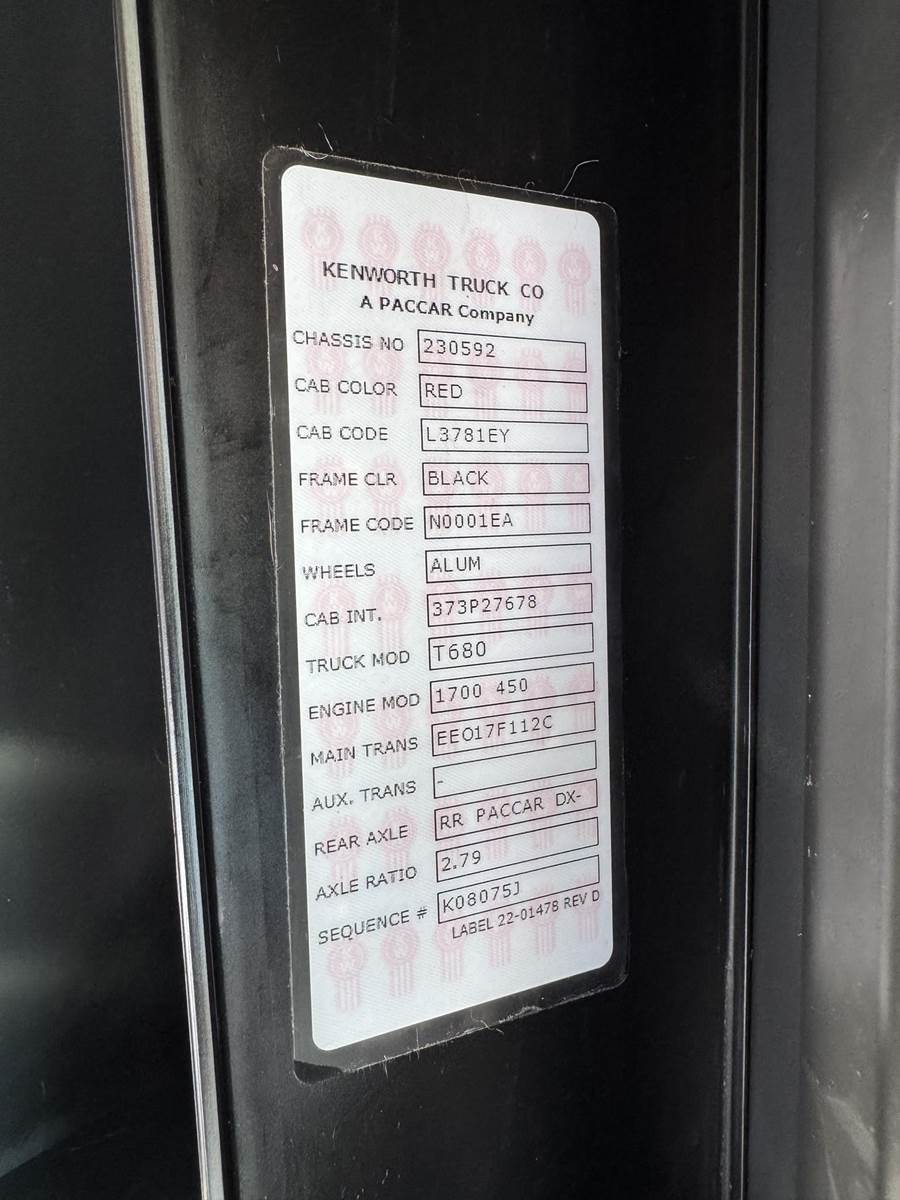 KENWORTH TRUCK CO
A PACCAR Company
CHASSIS NO 230592
CAB COLOR RED
CAB CODE L3781EY
FRAME CLR BLACK
FRAME CODE N0001EA
WHEELS ALUM
CAB INT. 373P27678
TRUCK MOD T680
ENGINE MOD 1700 450
MAIN TRANS EEO17F112C
AUX. TRANS -
REAR AXLE RR PACCAR DX-
AXLE RATIO 2.79
SEQUENCE # K08075J
LABEL 22-01478 REV D